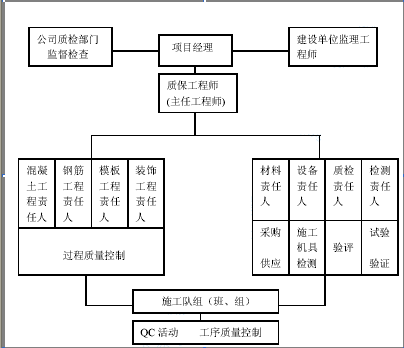 公司质检部门
监督检查
项目经理
建设单位监理工
程师
质保工程师
(主任工程师)
混凝
土工
程责
任人
钢筋
工程
责任
人
模板
工程
责任
人
装饰
工程
责任
人
材料
责任
人
设备
责任
人
质检
责任
人
检测
责任
人
过程质量控制
采购
供应
施工
机具
检测
验评
试验
验证
施工队组（班、组）
QC 活动 工序质量控制